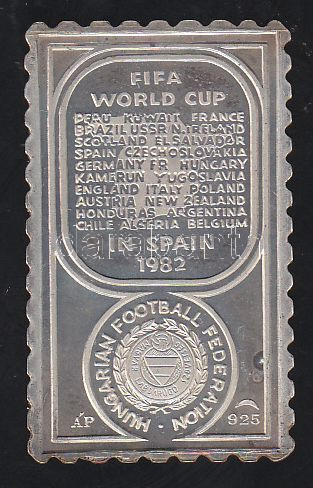 FIFA
WORLD CUP
PERU KUWAIT FRANCE
BRAZIL USSR N.IRELAND
SCOTLAND EL SALVADOR
SPAIN CZECHOSLOVAKIA
GERMANY FR HUNGARY
KAMERUN YUGOSLAVIA
ENGLAND ITALY POLAND
AUSTRIA NEW ZEALAND
HONDURAS ARGENTINA
CHILE ALGERIA BELGIUM
IN SPAIN
1982
HUNGARIAN FOOTBALL FEDERATION
ÁP 925